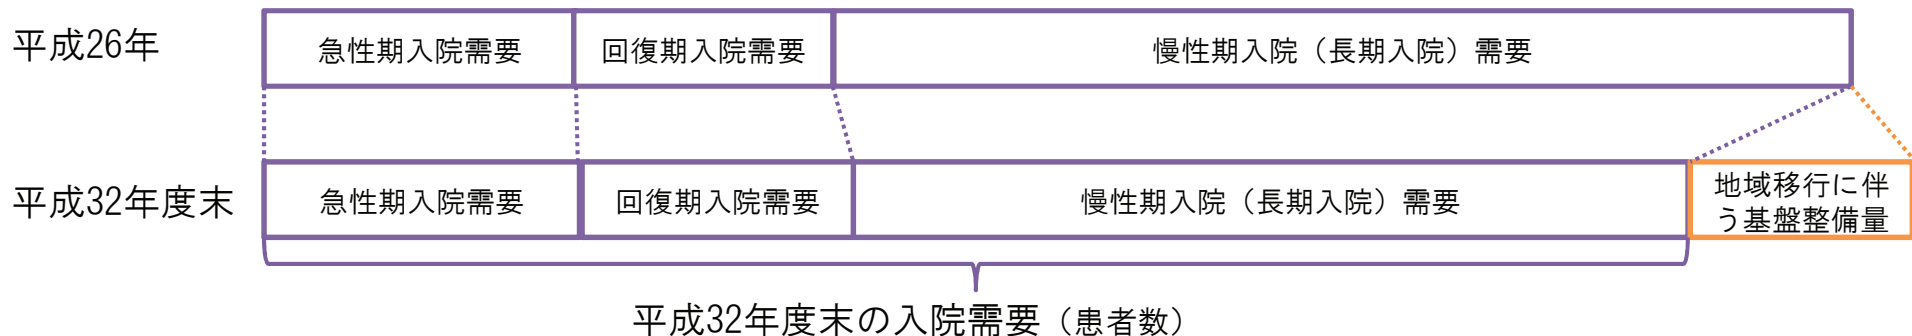 平成26年
急性期入院需要
回復期入院需要
慢性期入院（長期入院）需要
平成32年度末
急性期入院需要
回復期入院需要
慢性期入院（長期入院）需要
地域移行に伴
う基盤整備量
平成32年度末の入院需要（患者数）